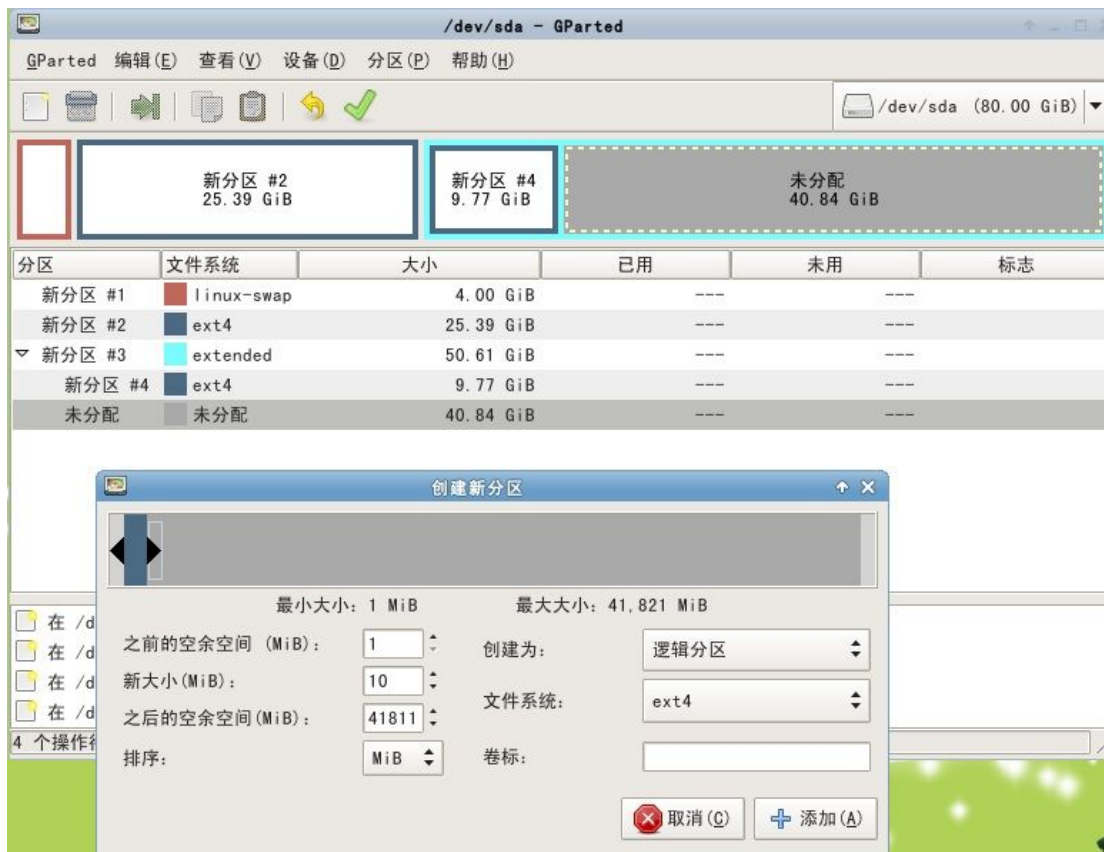 /dev/sda - GParted
GParted 编辑(E) 查看(V) 设备(D) 分区(P) 帮助(H)
/dev/sda (80.00 GiB)
新分区 #2
25.39 GiB
新分区 #4
9.77 GiB
未分配
40.84 GiB
分区 文件系统 大小 已用 未用 标志
新分区 #1 linux-swap 4.00 GiB --- ---
新分区 #2 ext4 25.39 GiB --- ---
新分区 #3 extended 50.61 GiB --- ---
新分区 #4 ext4 9.77 GiB --- ---
未分配 未分配 40.84 GiB --- ---
创建新分区
最小大小: 1 MiB 最大大小: 41,821 MiB
之前的空余空间 (MiB): 1 创建为: 逻辑分区
新大小(MiB): 10 文件系统: ext4
之后的空余空间(MiB): 41811
排序: MiB 卷标:
取消(C) 添加(A)
在 /d
在 /d
在 /d
在 /d
4 个操作